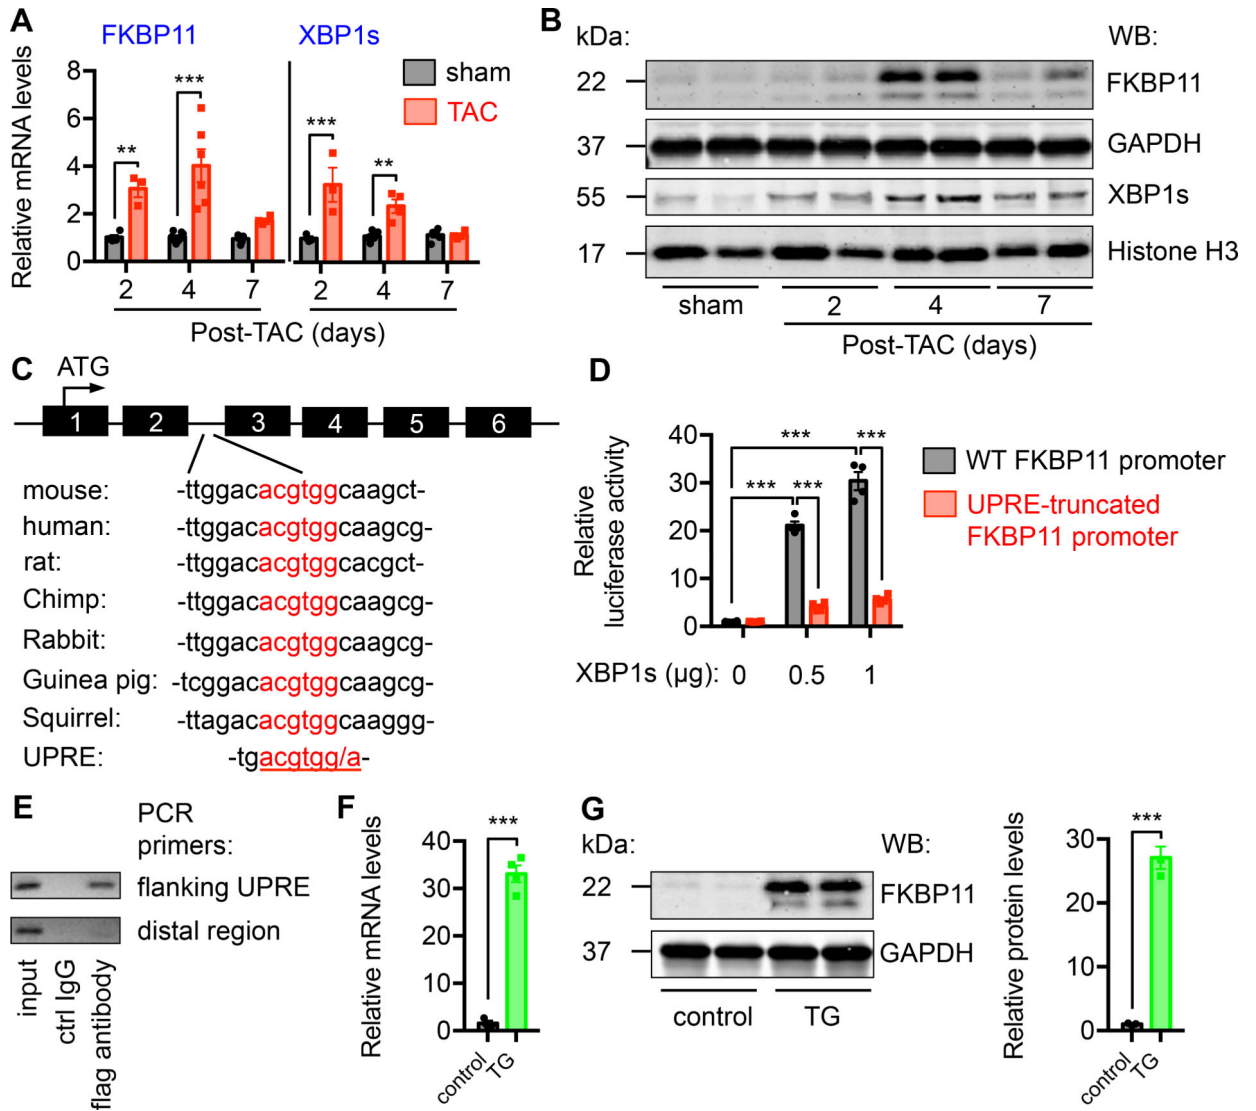 A
FKBP11
XBP1s
sham
TAC
Relative mRNA levels
8
6
4
2
0
**
***
***
**
2
4
7
2
4
7
Post-TAC (days)
B
kDa:
WB:
22
FKBP11
37
GAPDH
55
XBP1s
17
Histone H3
sham
2
4
7
Post-TAC (days)
C
ATG
1
2
3
4
5
6
mouse: -ttggacacgtggcaagct-
human: -ttggacacgtggcaagcg-
rat: -ttggacacgtggcacgct-
Chimp: -ttggacacgtggcaagcg-
Rabbit: -ttggacacgtggcaagcg-
Guinea pig: -tcggacacgtggcaagcg-
Squirrel: -ttagacacgtggcaaggg-
UPRE: -tgacgtgg/a-
D
Relative
luciferase activity
40
30
20
10
0
***
***
***
***
WT FKBP11 promoter
UPRE-truncated
FKBP11 promoter
XBP1s (µg): 0 0.5 1
E
PCR
primers:
flanking UPRE
distal region
input
ctrl IgG
flag antibody
F
Relative mRNA levels
40
30
20
10
0
***
control
TG
G
kDa:
WB:
22
FKBP11
37
GAPDH
control
TG
Relative protein levels
30
20
10
0
***
control
TG